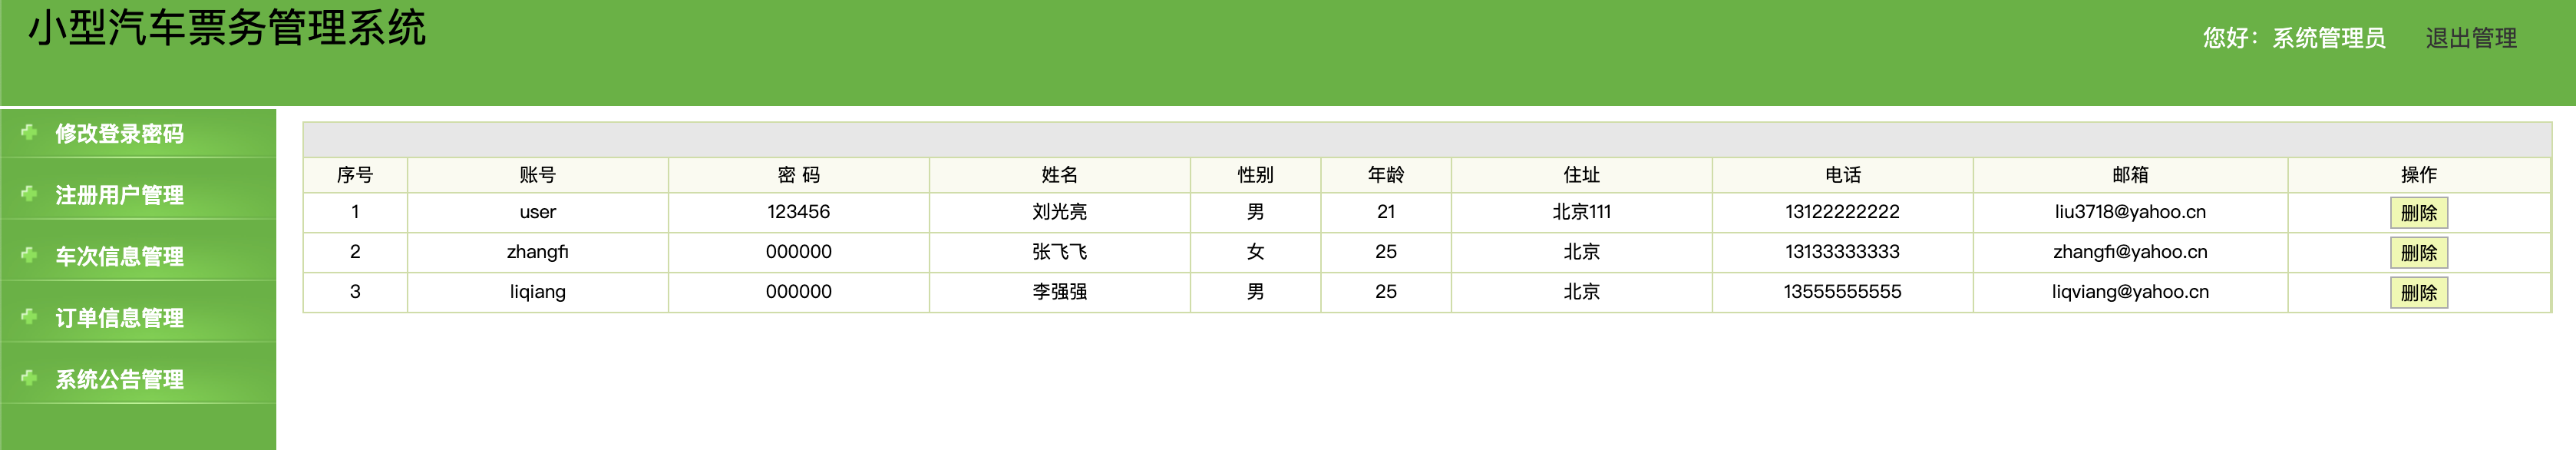 小型汽车票务管理系统
您好：系统管理员 退出管理
修改登录密码
注册用户管理
车次信息管理
订单信息管理
系统公告管理
序号 账号 密 码 姓名 性别 年龄 住址 电话 邮箱 操作
1 user 123456 刘光亮 男 21 北京111 13122222222 liu3718@yahoo.cn 删除
2 zhangfi 000000 张飞飞 女 25 北京 13133333333 zhangfi@yahoo.cn 删除
3 liqiang 000000 李强强 男 25 北京 13555555555 liqviang@yahoo.cn 删除